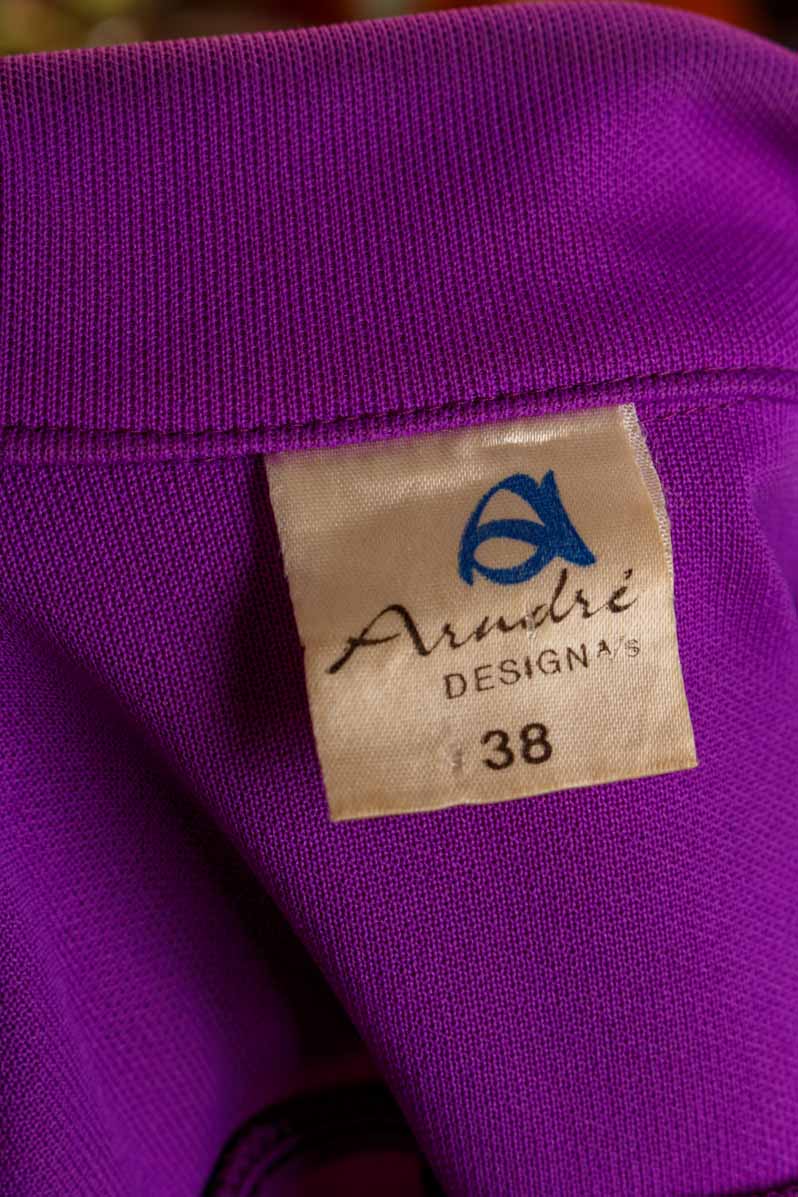 a
Arndré
DESIGN A/S
38